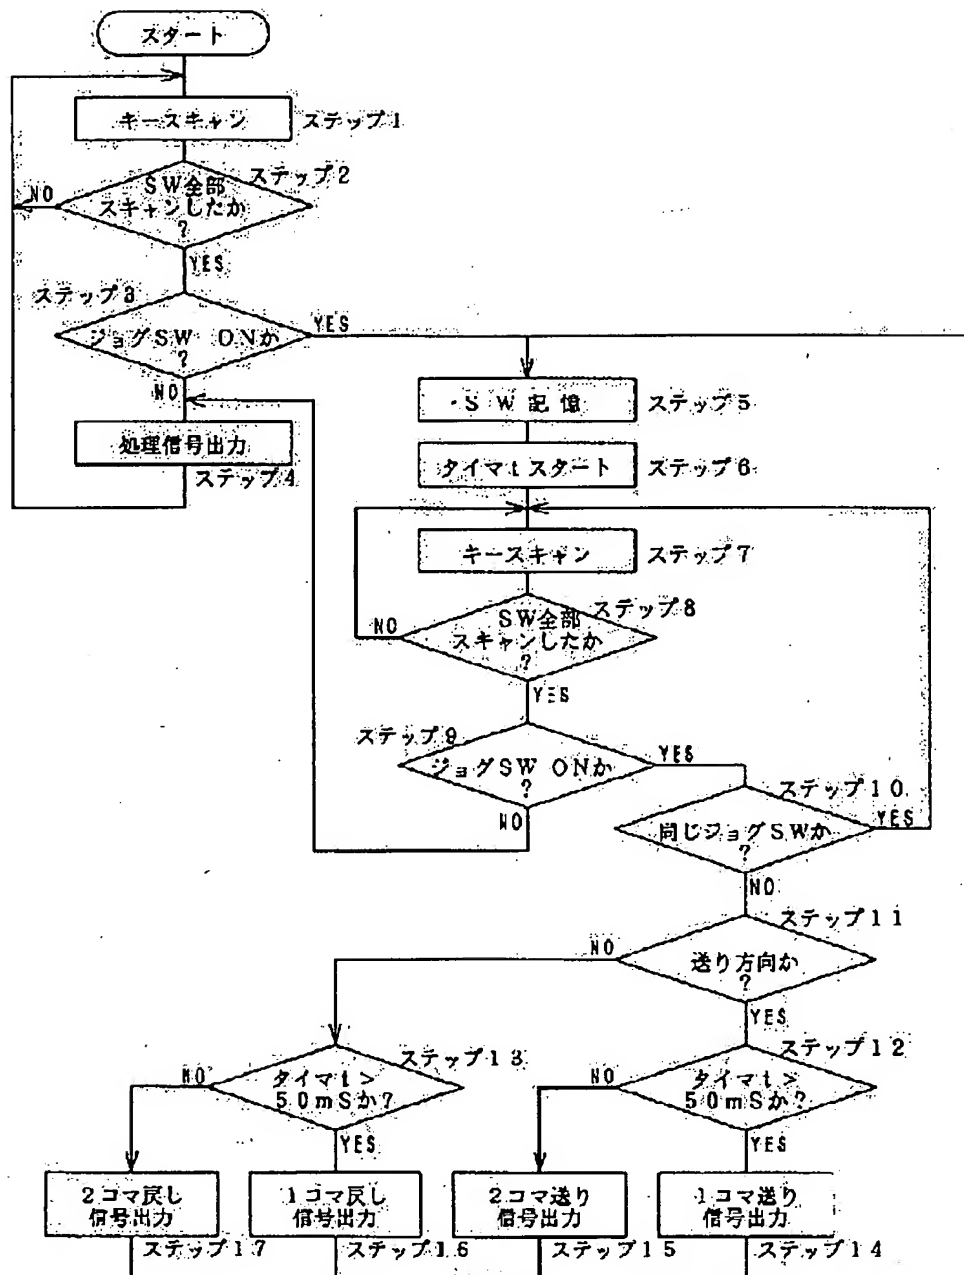 スタート
キースキャン
ステップ1
ステップ2
SW全部
スキャンしたか
?
NO
YES
ステップ3
ジョグSW ONか
?
YES
NO
処理信号出力
ステップ4
SW記憶
ステップ5
タイマtスタート
ステップ6
キースキャン
ステップ7
ステップ8
SW全部
スキャンしたか
?
NO
YES
ステップ9
ジョグSW ONか
?
YES
NO
ステップ10
同じジョグSWか
?
YES
NO
ステップ11
送り方向か
?
NO
YES
ステップ13
タイマt>
50mSか?
NO
YES
ステップ12
タイマt>
50mSか?
NO
YES
2コマ戻し
信号出力
ステップ17
1コマ戻し
信号出力
ステップ16
2コマ送り
信号出力
ステップ15
1コマ送り
信号出力
ステップ14